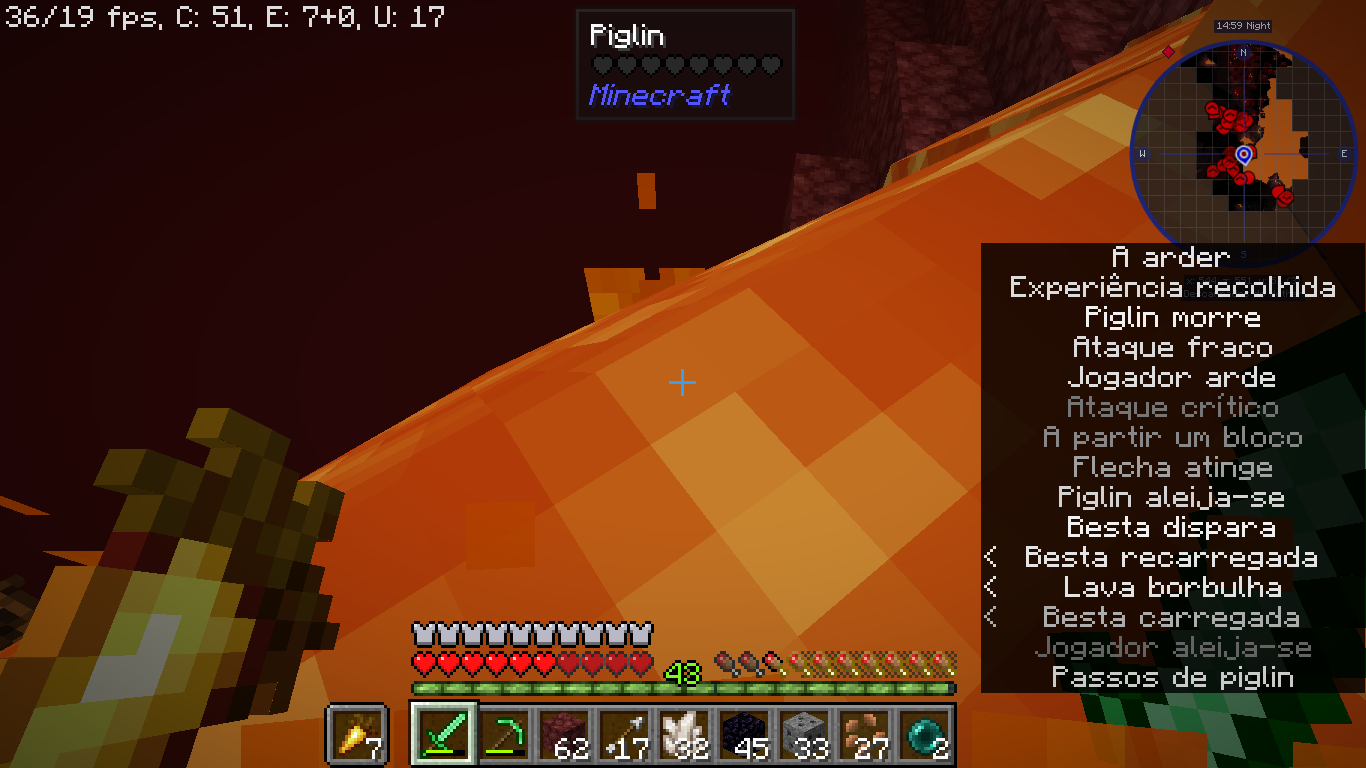 36/19 fps, C: 51, E: 7+0, U: 17
Piglin
Minecraft
14:59 Night
N
W
E
S
A arder
Experiência recolhida
Piglin morre
Ataque fraco
Jogador arde
Ataque crítico
A partir um bloco
Flecha atinge
Piglin aleija-se
Besta dispara
< Besta recarregada
< Lava borbulha
< Besta carregada
Jogador aleija-se
Passos de piglin
43
7
62
17
32
45
33
27
2